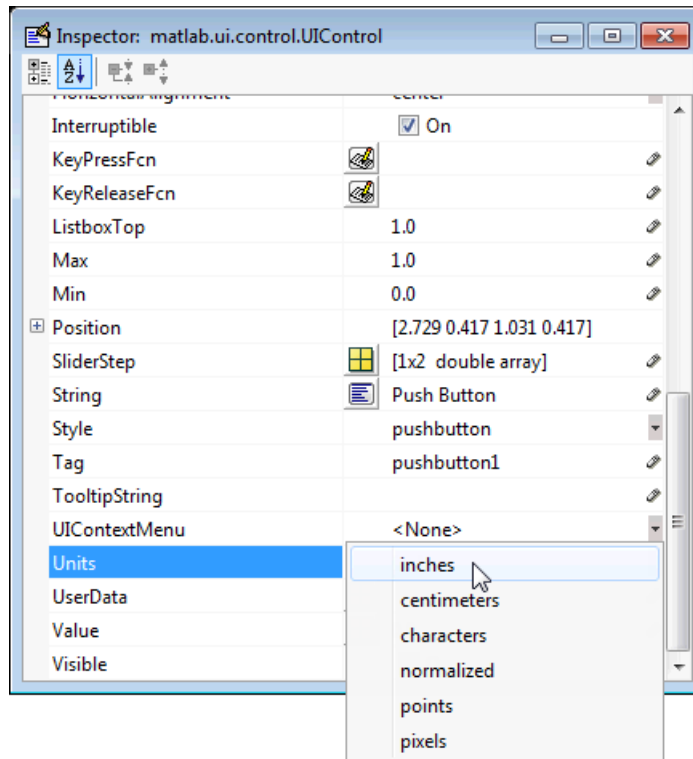 Inspector: matlab.ui.control.UIControl
HorizontalAlignment center
Interruptible On
KeyPressFcn
KeyReleaseFcn
ListboxTop 1.0
Max 1.0
Min 0.0
Position [2.729 0.417 1.031 0.417]
SliderStep [1x2 double array]
String Push Button
Style pushbutton
Tag pushbutton1
TooltipString
UIContextMenu <None>
Units inches
UserData centimeters
Value characters
Visible normalized
points
pixels